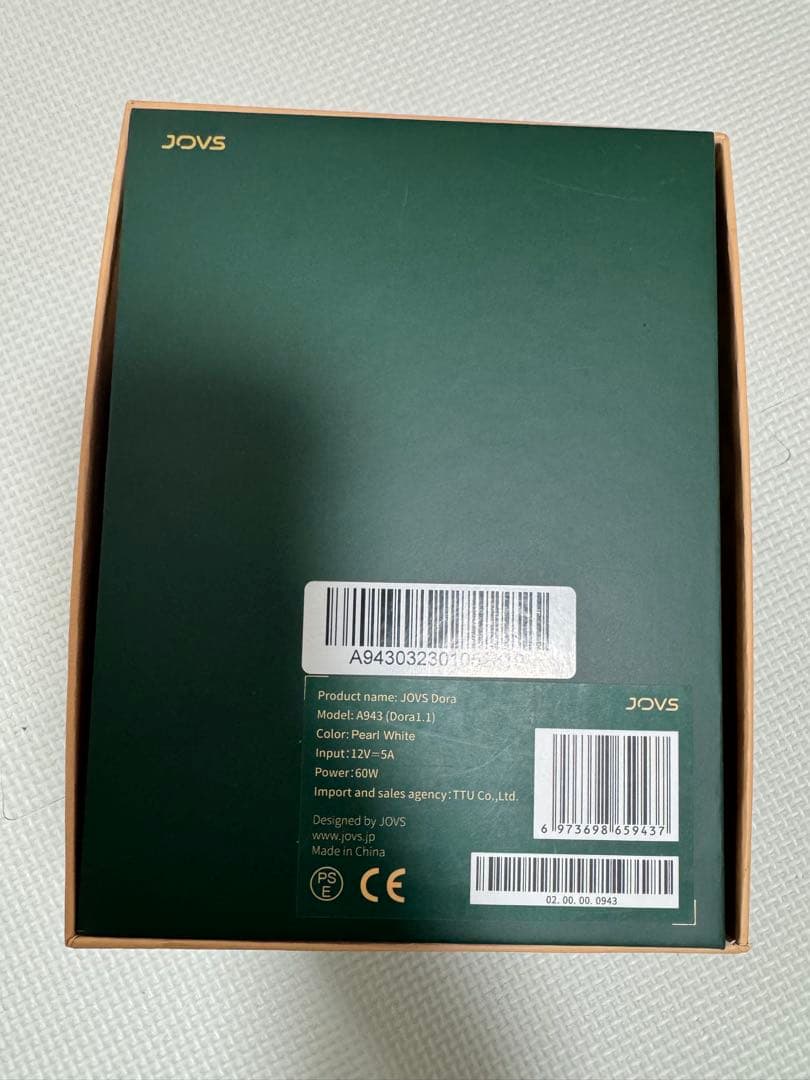 JOVS
Product name: JOVS Dora
JOVS
Model: A943 (Dora1.1)
Color: Pearl White
Input:12V⎓5A
Power:60W
Import and sales agency:TTU Co.,Ltd.
Designed by JOVS
www.jovs.jp
Made in China
PS
E
CE
6 973698 659437
02. 00. 00. 0943